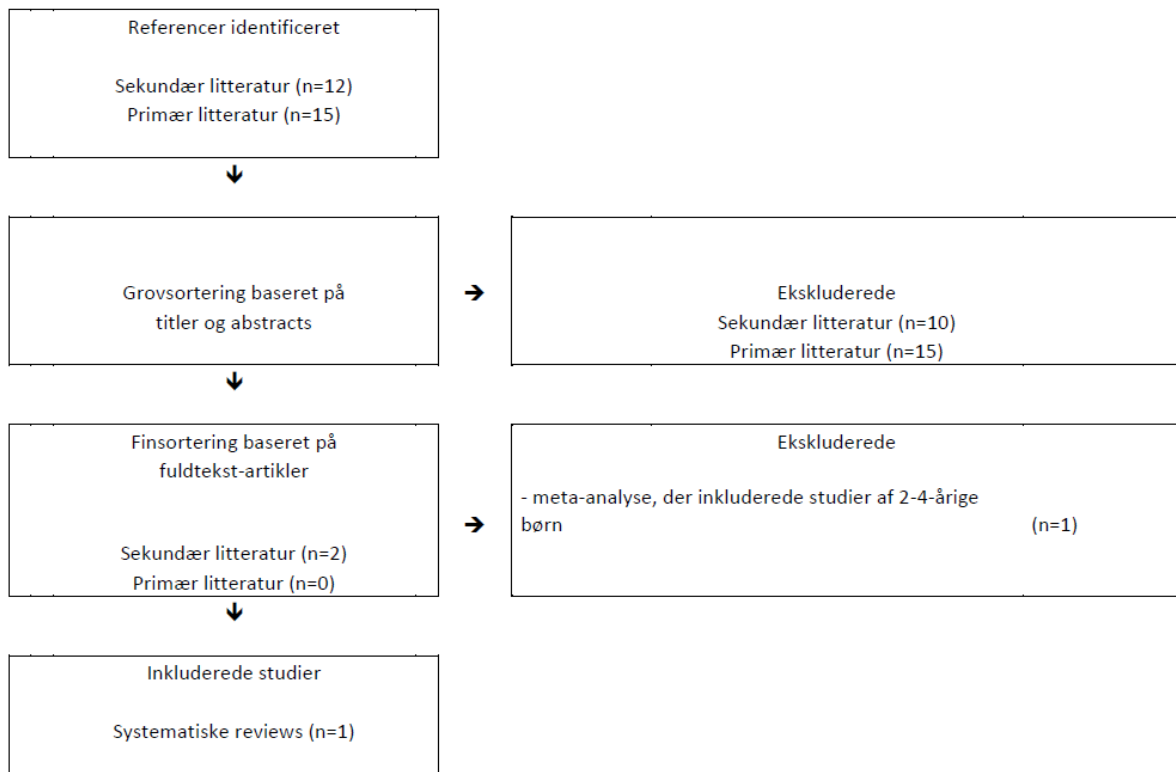 Referencer identificeret
Sekundær litteratur (n=12)
Primær litteratur (n=15)
Grovsortering baseret på
titler og abstracts
Ekskluderede
Sekundær litteratur (n=10)
Primær litteratur (n=15)
Finsortering baseret på
fuldtekst-artikler
Sekundær litteratur (n=2)
Primær litteratur (n=0)
Ekskluderede
- meta-analyse, der inkluderede studier af 2-4-årige
børn (n=1)
Inkluderede studier
Systematiske reviews (n=1)